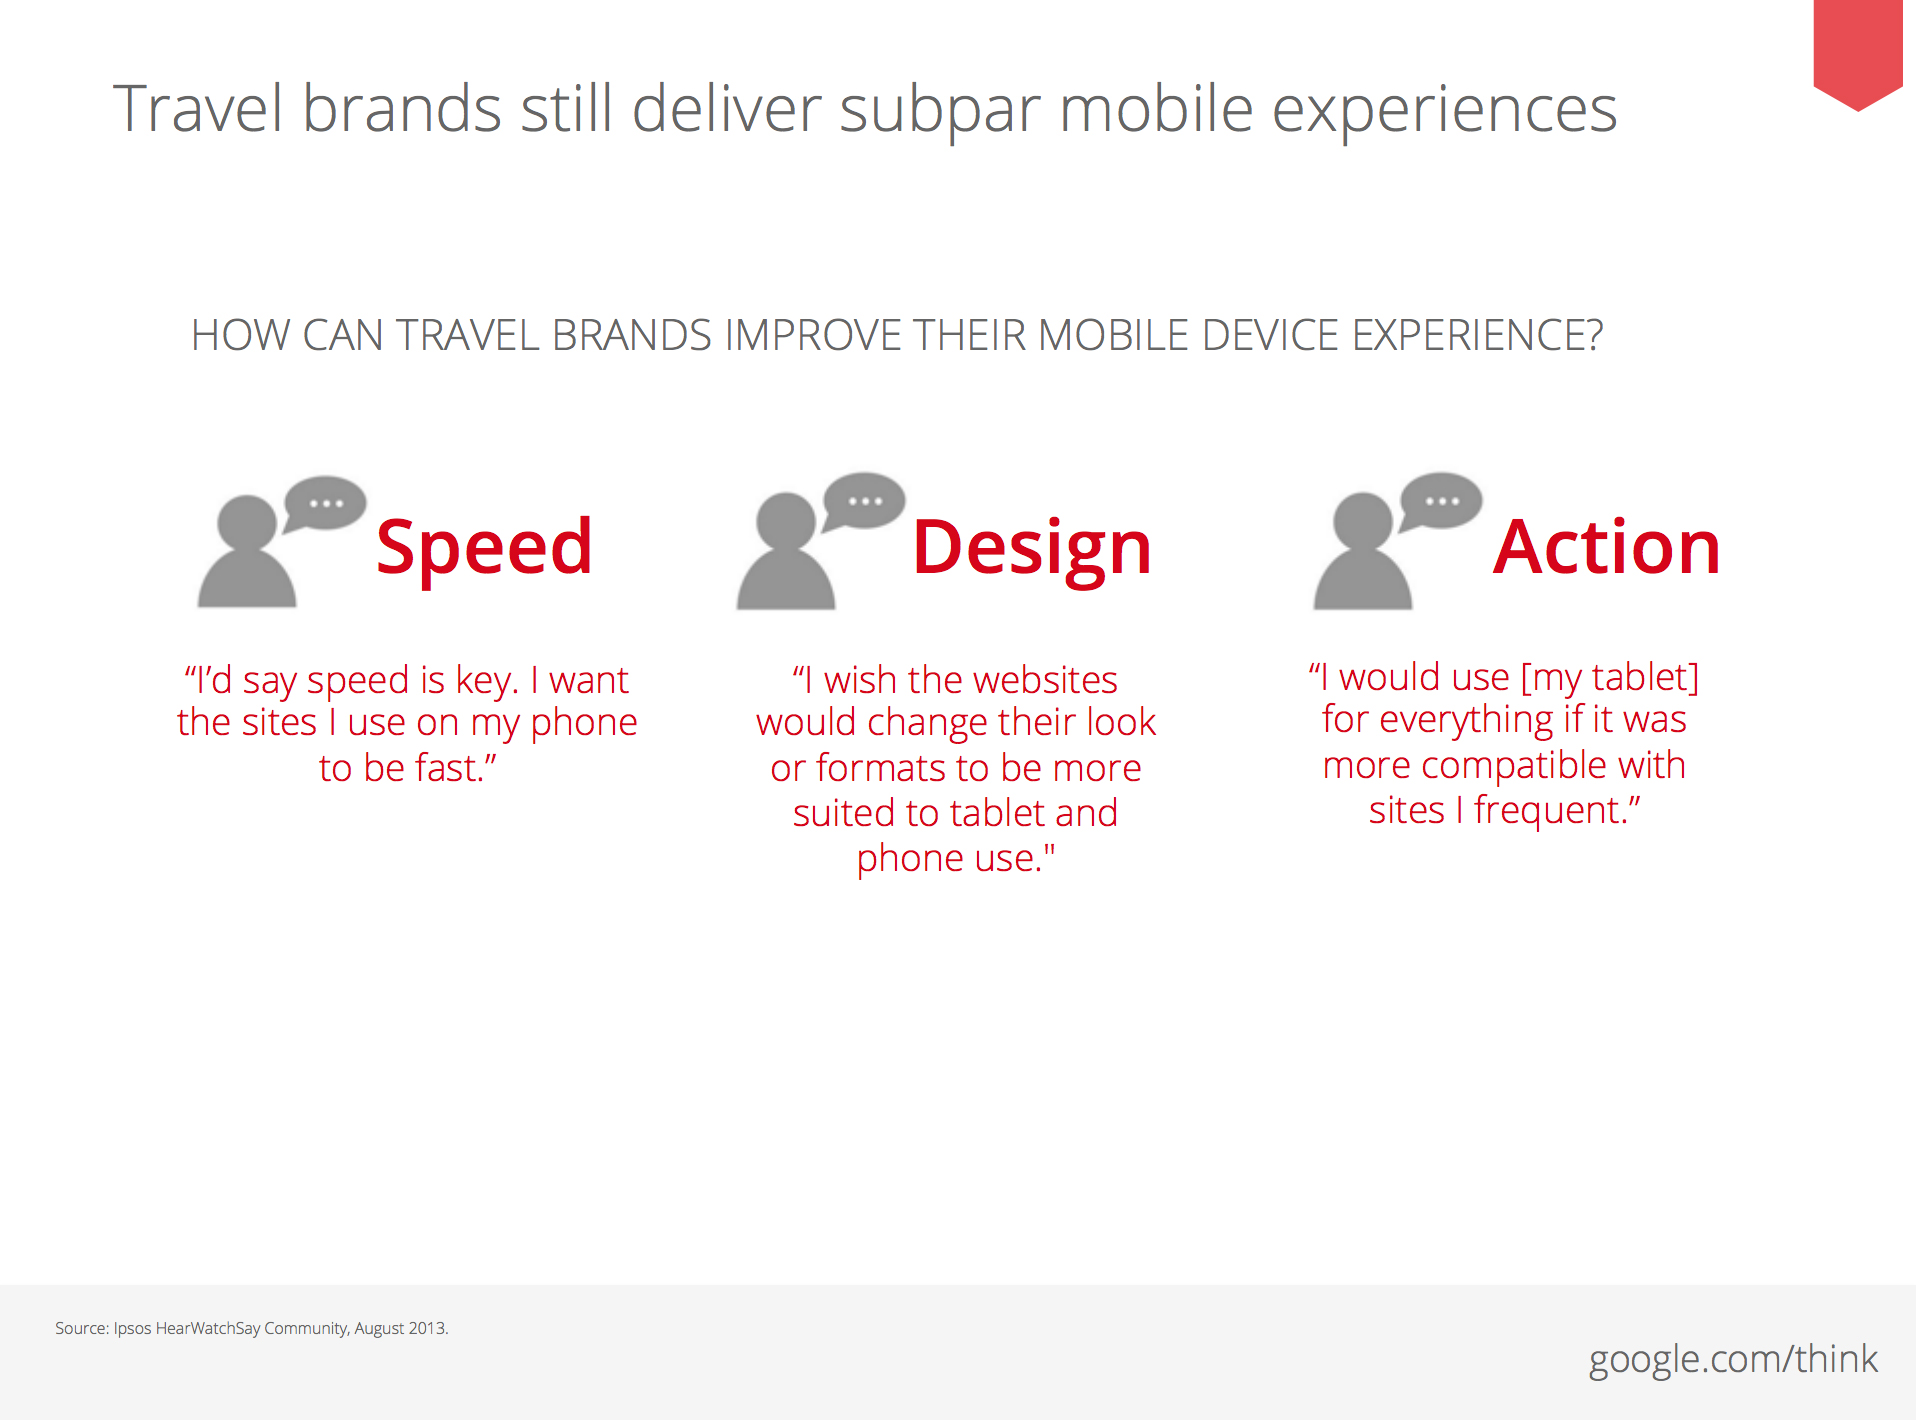 Travel brands still deliver subpar mobile experiences
HOW CAN TRAVEL BRANDS IMPROVE THEIR MOBILE DEVICE EXPERIENCE?
Speed
“I’d say speed is key. I want
the sites I use on my phone
to be fast.”
Design
“I wish the websites
would change their look
or formats to be more
suited to tablet and
phone use."
Action
“I would use [my tablet]
for everything if it was
more compatible with
sites I frequent.”
Source: Ipsos HearWatchSay Community, August 2013.
google.com/think